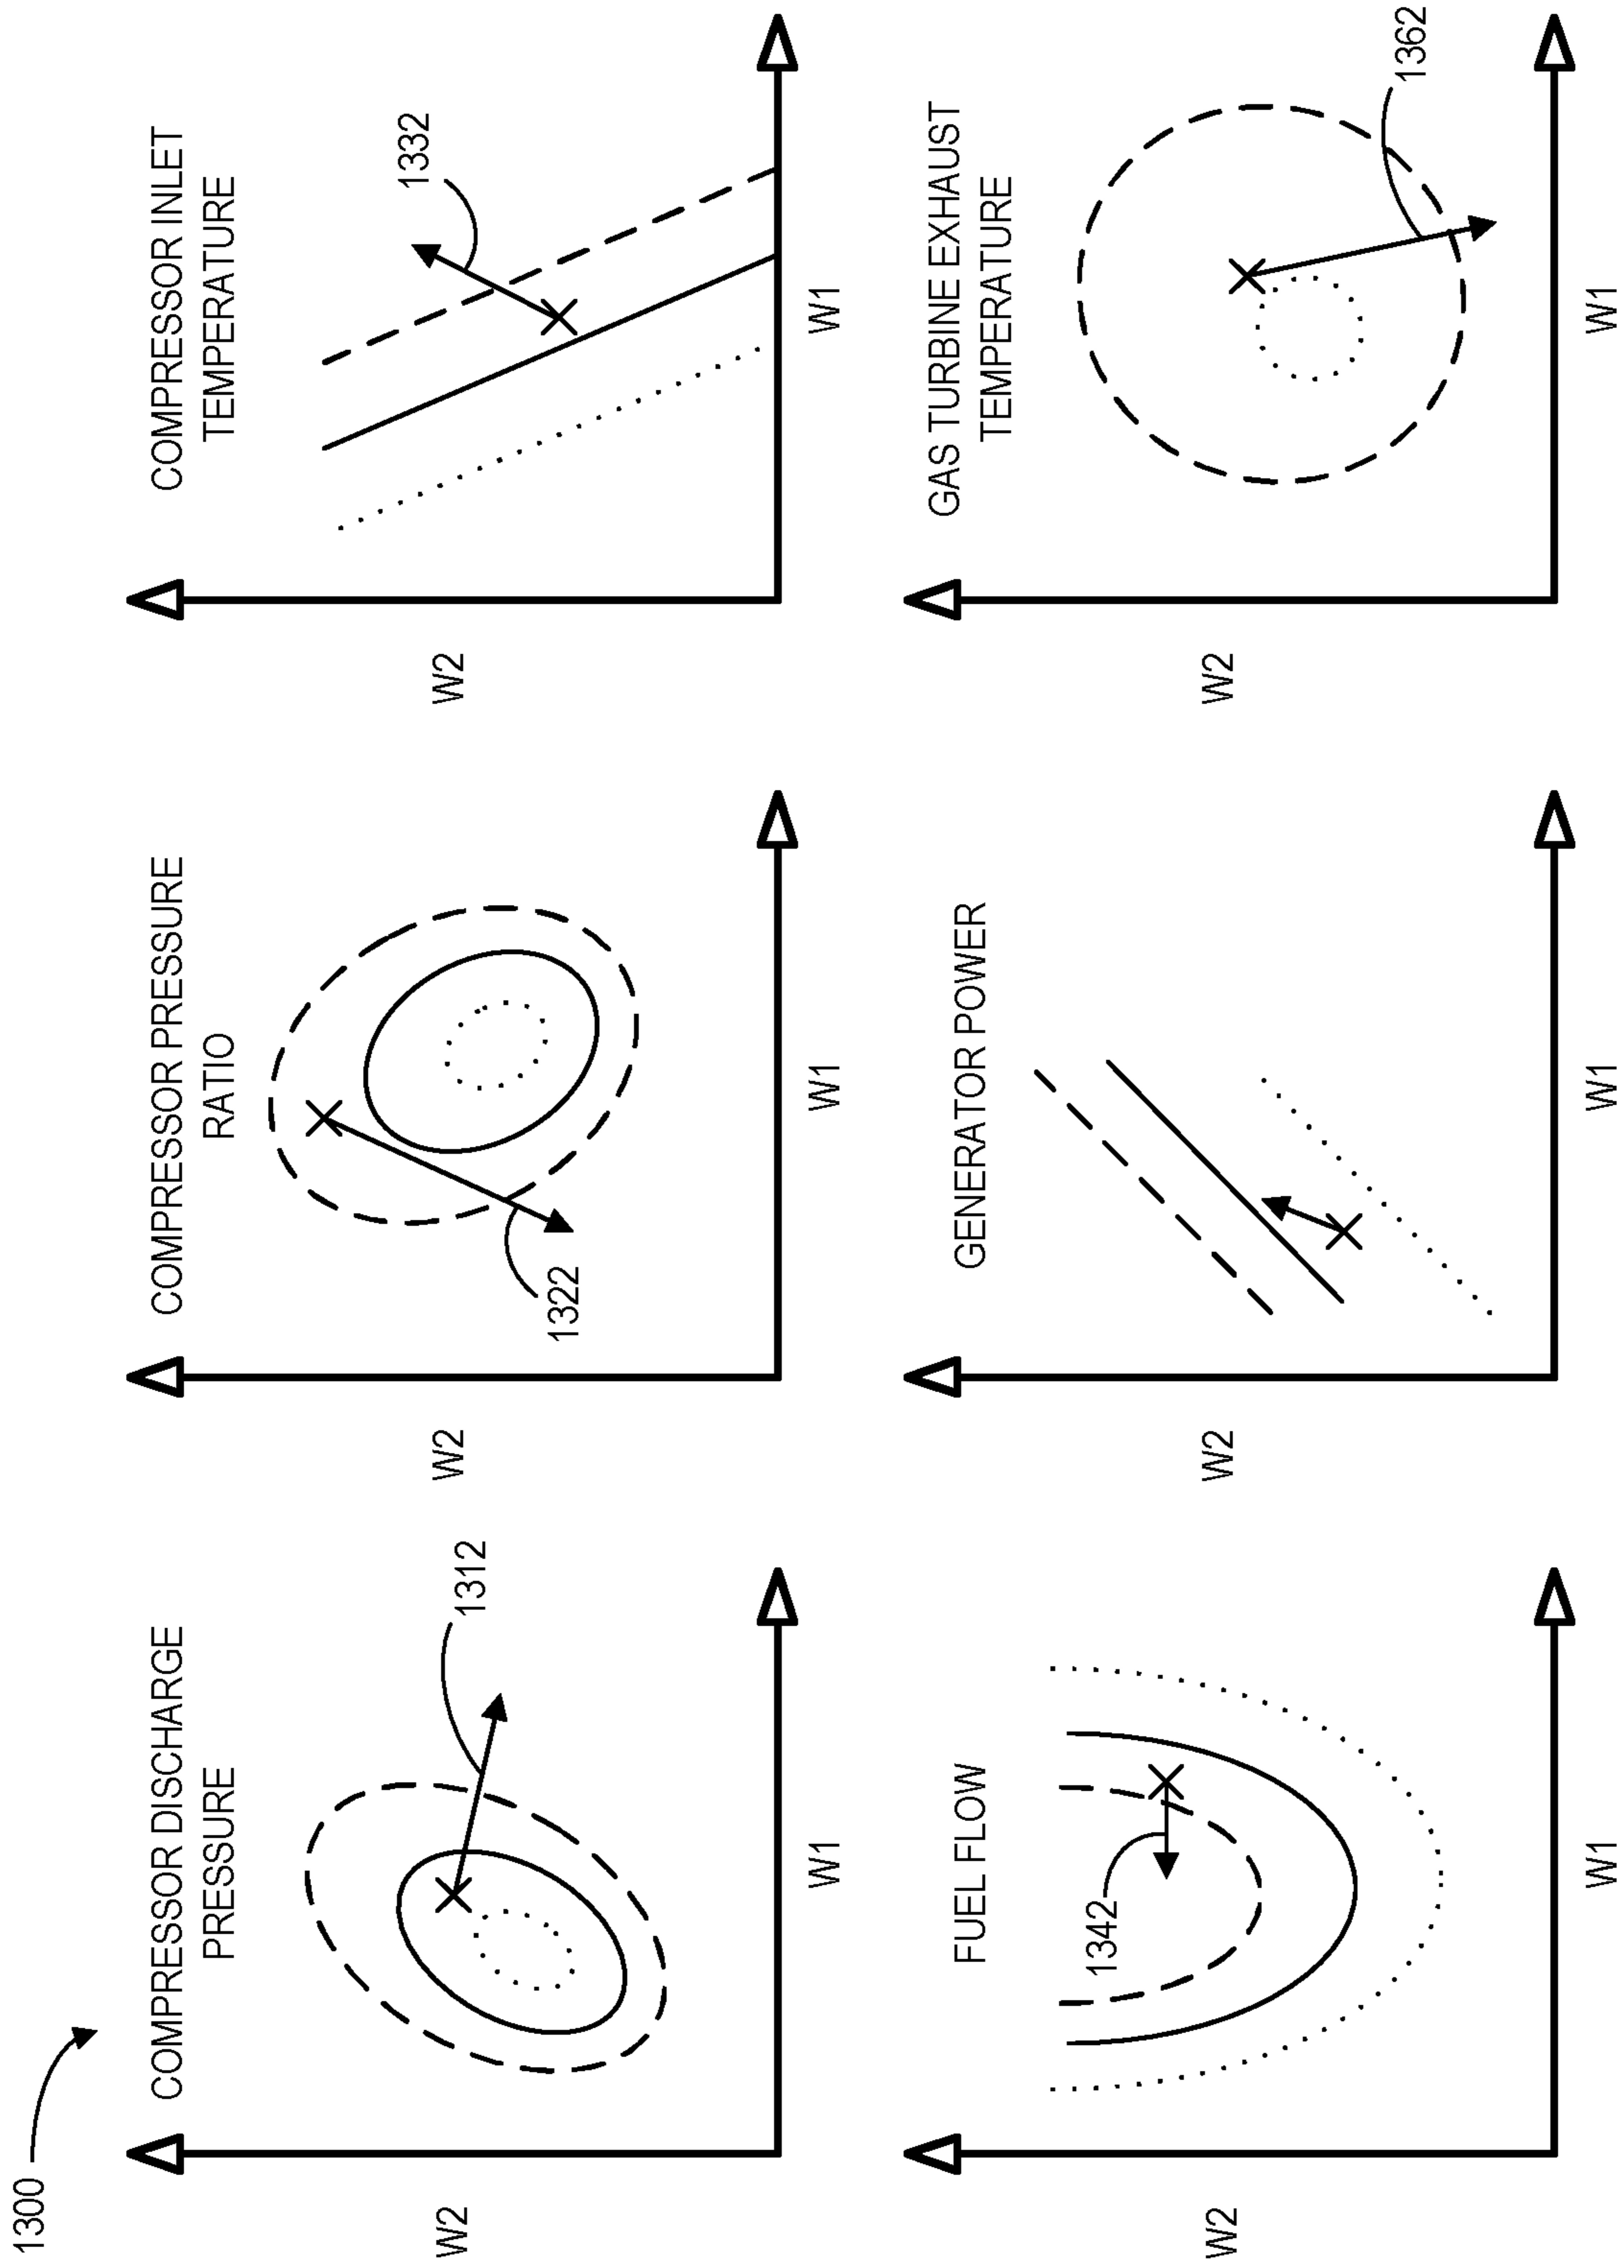 1300
COMPRESSOR DISCHARGE
PRESSURE
1312
W2
W1
COMPRESSOR PRESSURE
RATIO
1322
W2
W1
COMPRESSOR INLET
TEMPERATURE
1332
W2
W1
FUEL FLOW
1342
W2
W1
GENERATOR POWER
W2
W1
GAS TURBINE EXHAUST
TEMPERATURE
1362
W2
W1